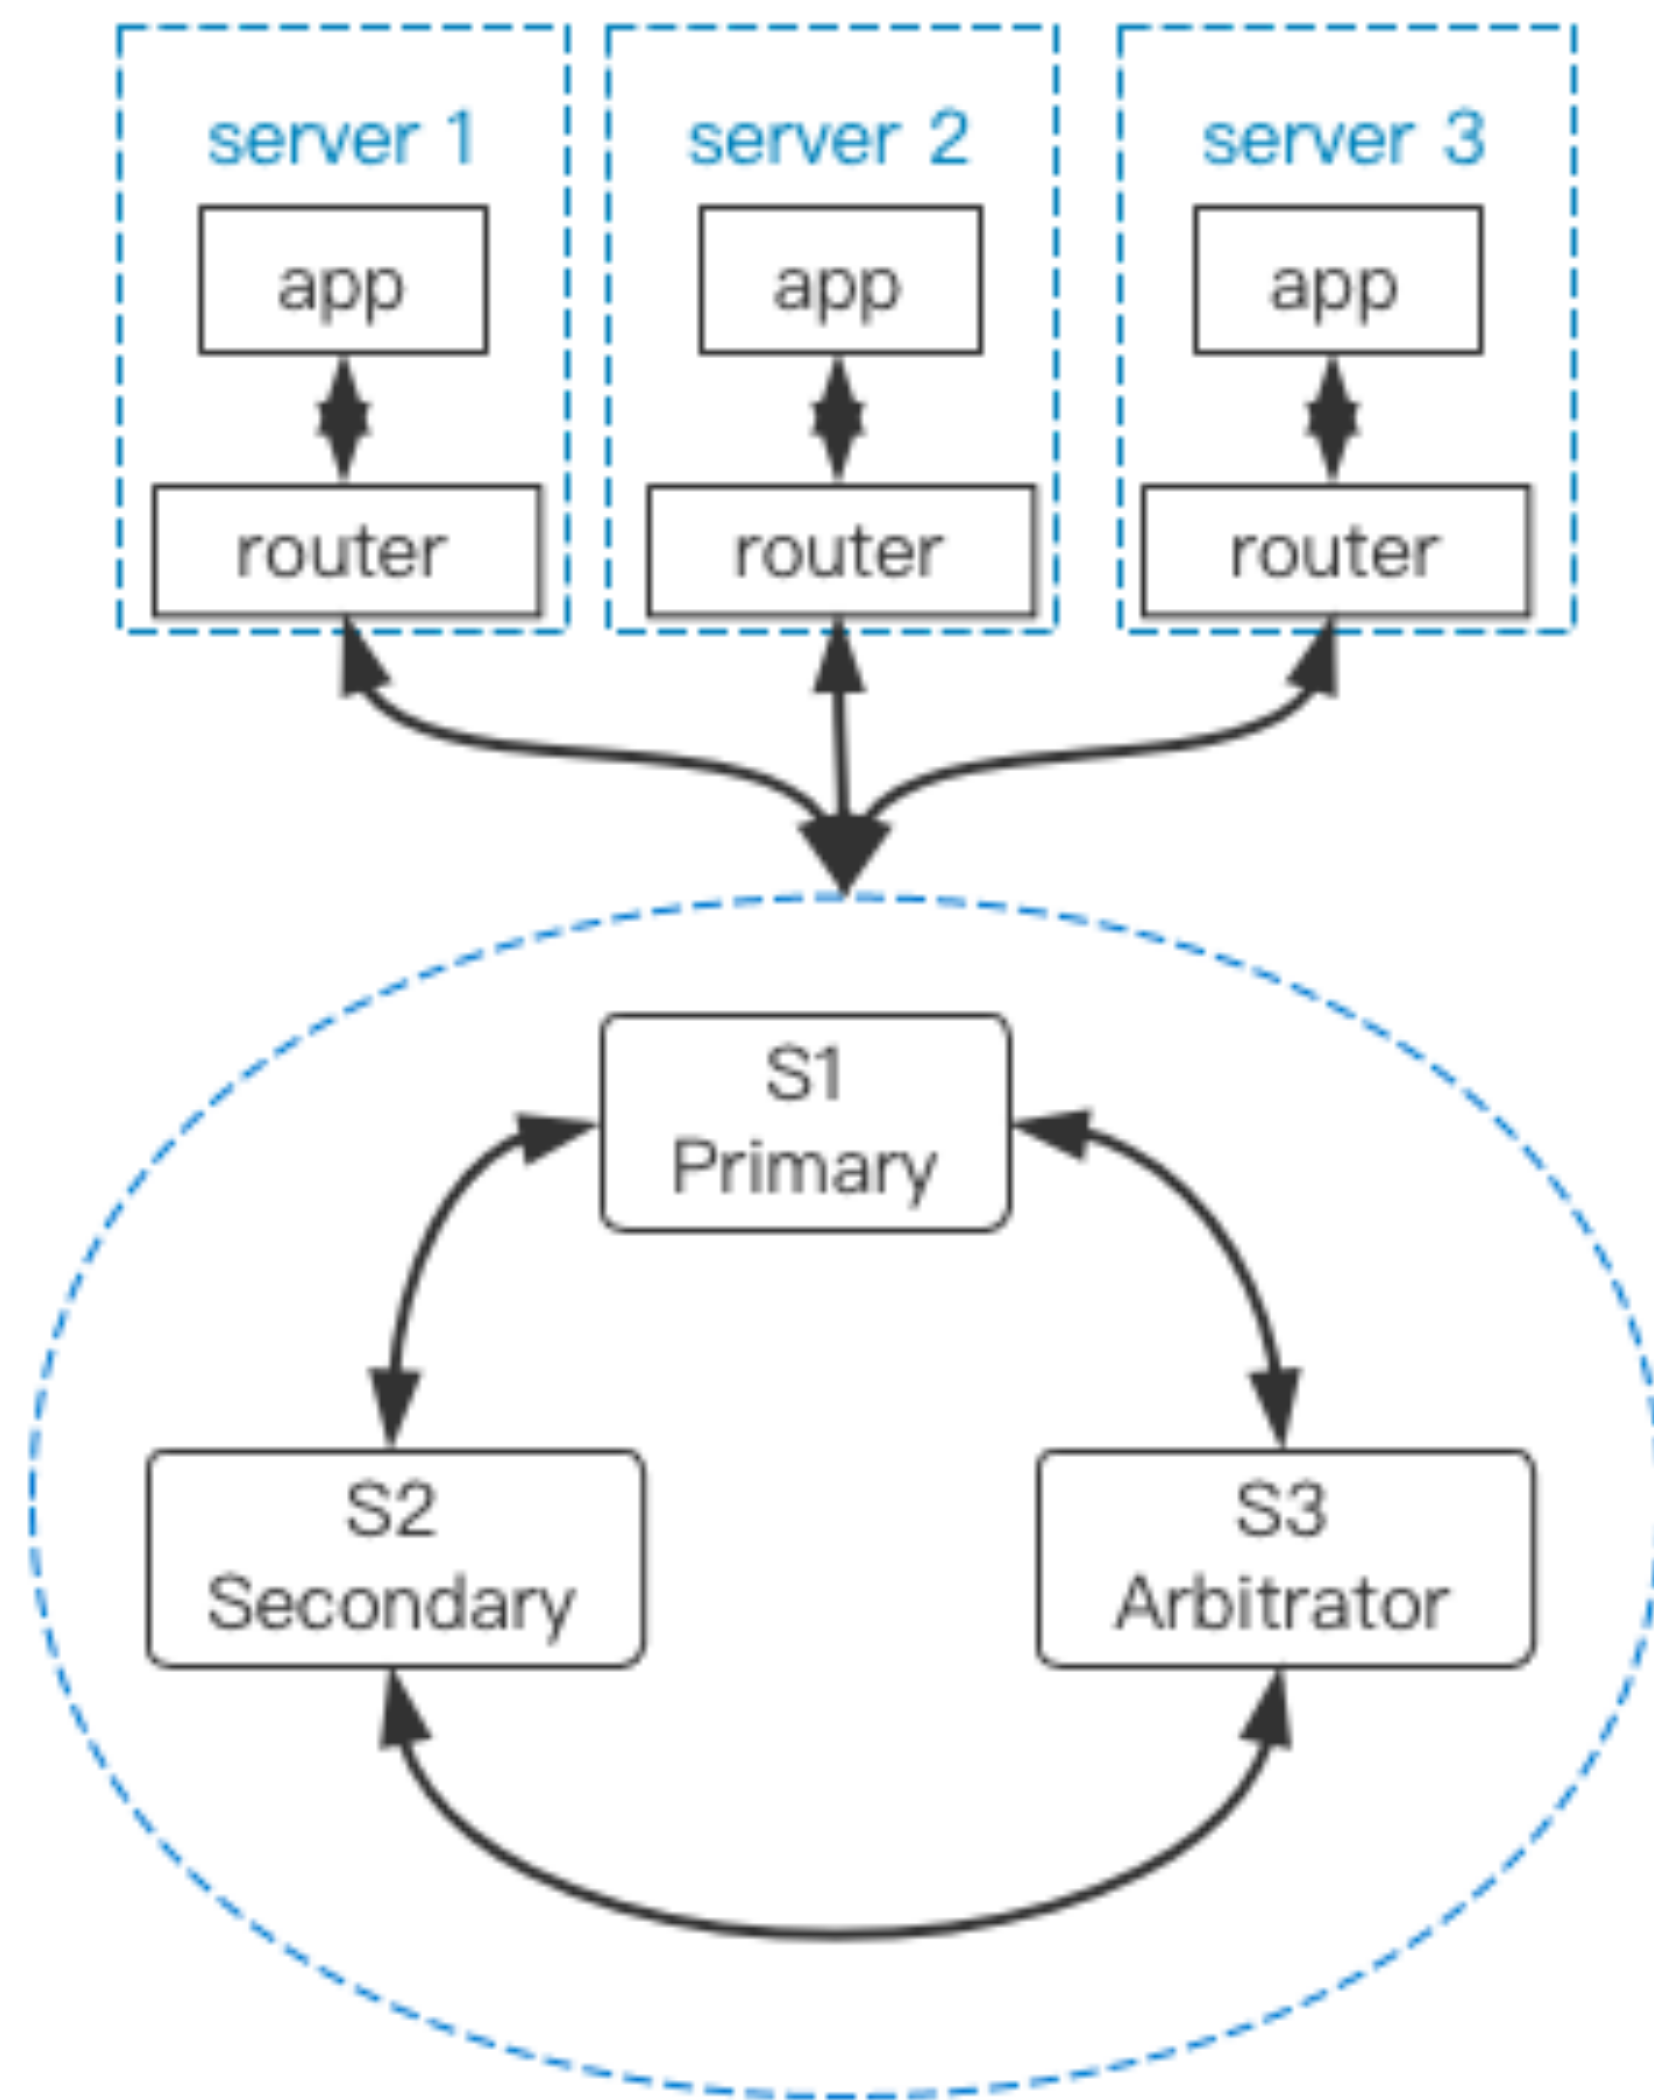 server 1
server 2
server 3
app
app
app
router
router
router
S1
Primary
S2
Secondary
S3
Arbitrator